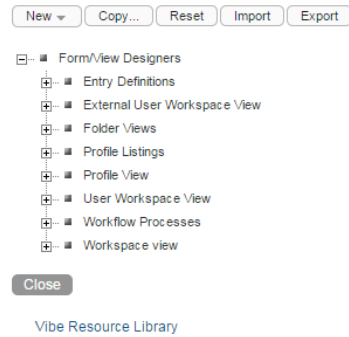 New Copy... Reset Import Export
Form/View Designers
Entry Definitions
External User Workspace View
Folder Views
Profile Listings
Profile View
User Workspace View
Workflow Processes
Workspace view
Close
Vibe Resource Library